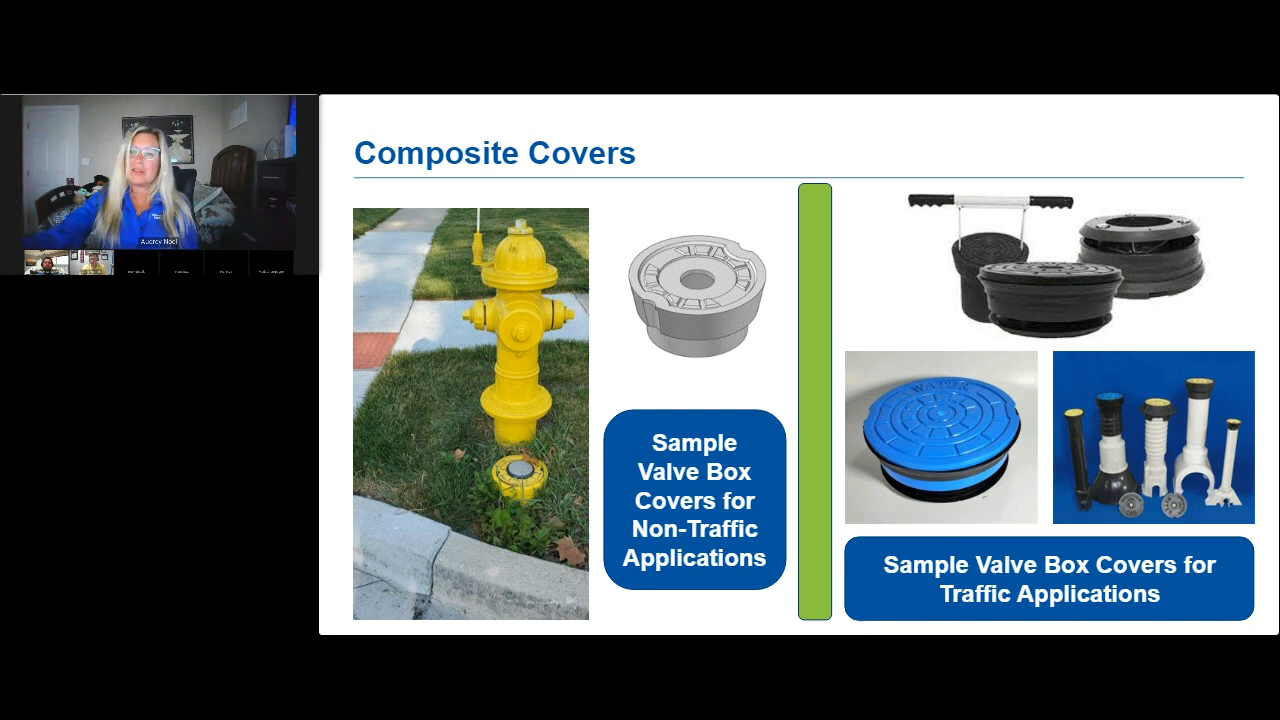 Composite Covers
Audrey Noel
Sample
Valve Box
Covers for
Non-Traffic
Applications
WATER
Sample Valve Box Covers for
Traffic Applications